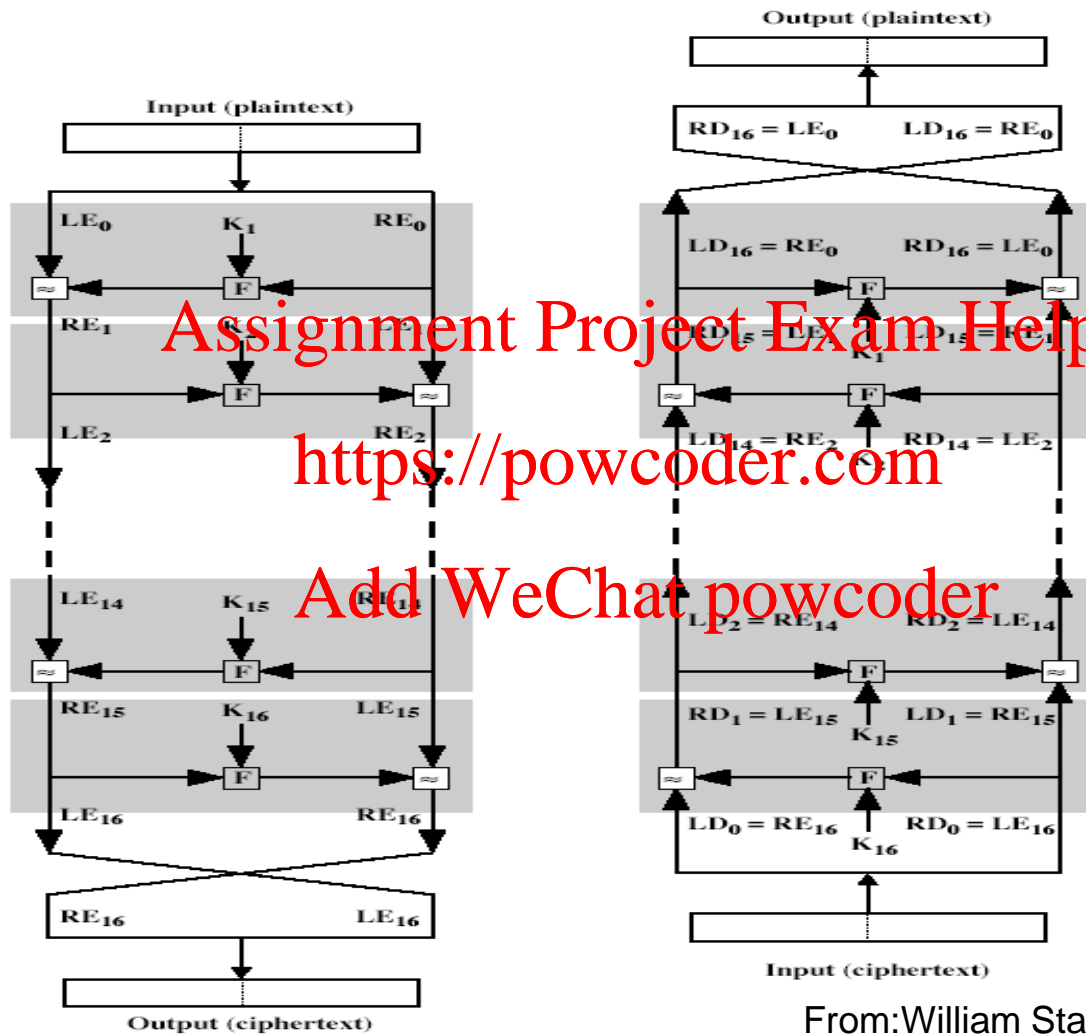 Output (plaintext)
Input (plaintext)
RD16 = LE0 LD16 = RE0
LE0 K1 RE0
LD16 = RE0 RD16 = LE0
≈ F
F ≈
RE1
Assignment Project Exam Help
K1
F ≈
≈ F
LE2 RE2
LD14 = RE2 RD14 = LE2
https://powcoder.com
K2
LE14 K15 RE14
Add WeChat powcoder
LD2 = RE14 RD2 = LE14
≈ F
F ≈
RE15 K16 LE15
RD1 = LE15 LD1 = RE15
K15
F ≈
≈ F
LE16 RE16
LD0 = RE16 RD0 = LE16
K16
RE16 LE16
Input (ciphertext)
Output (ciphertext)
From:William Sta